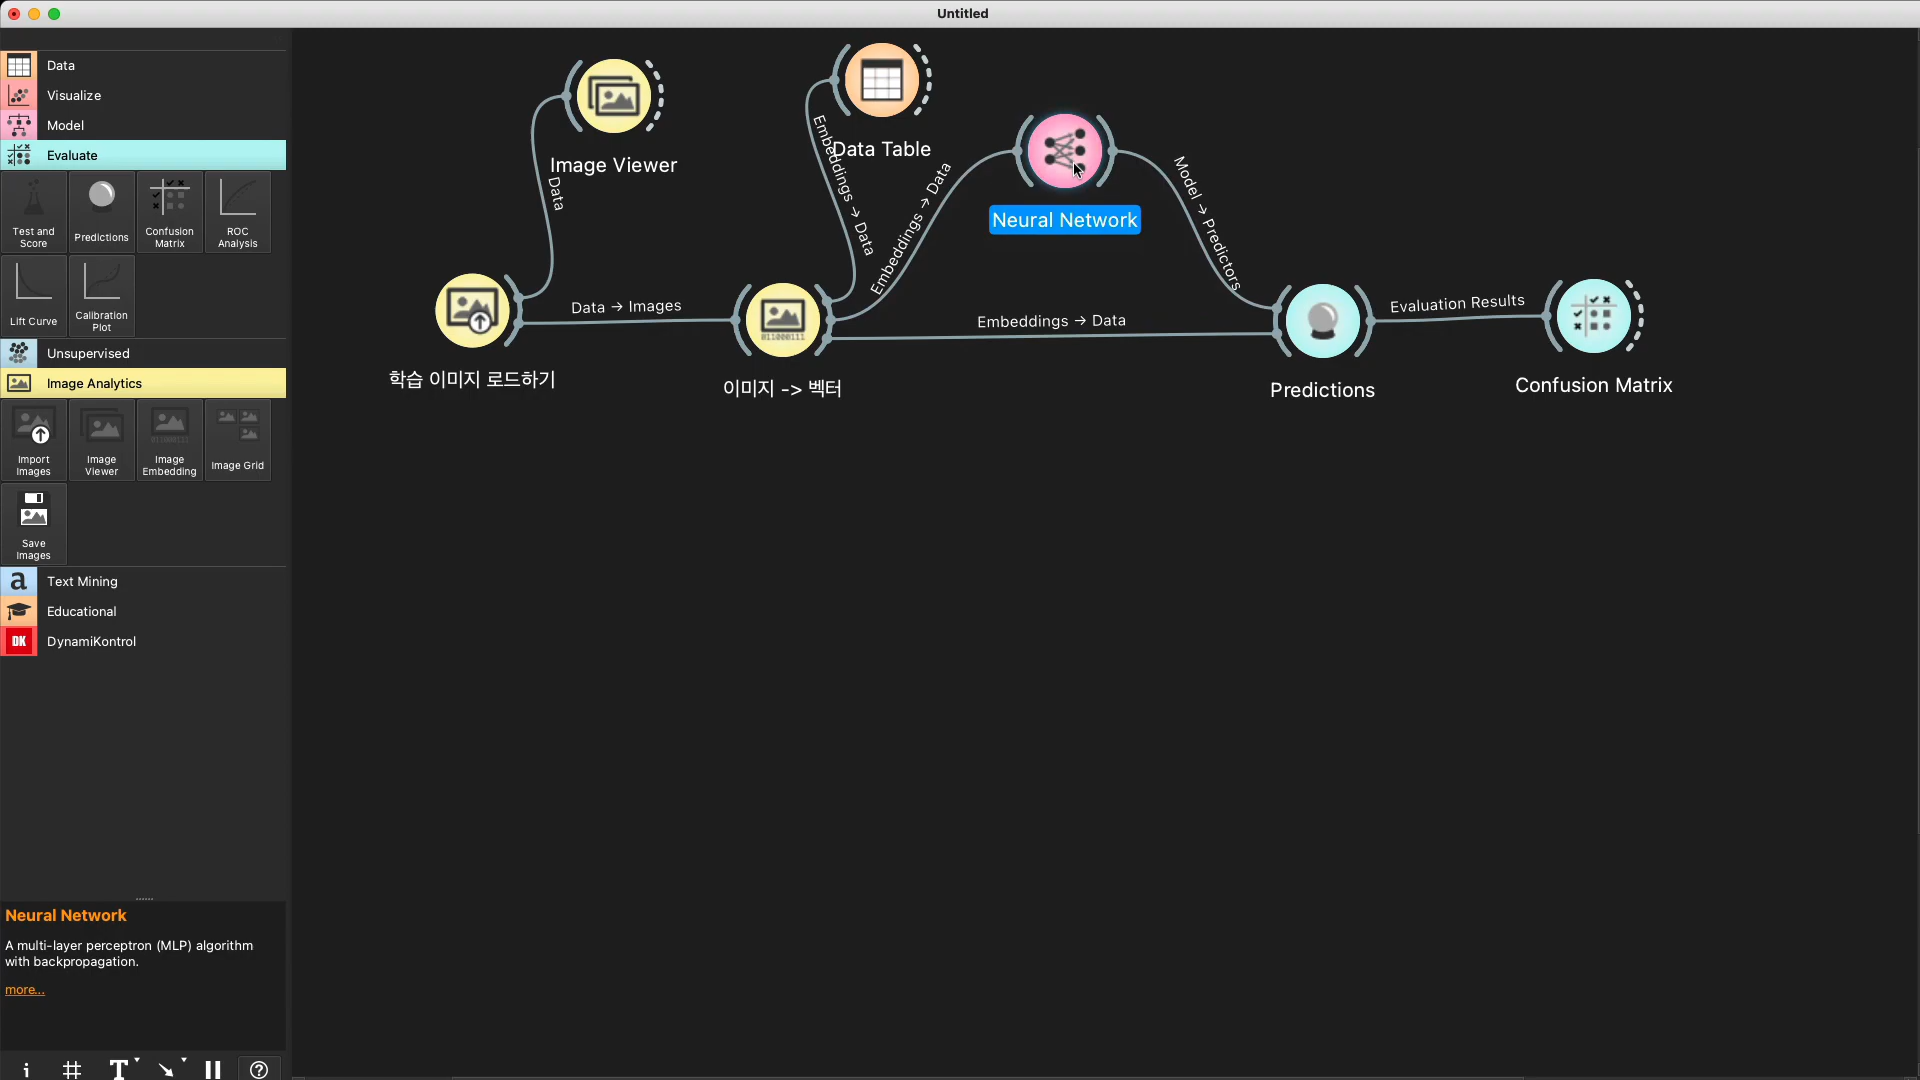 Untitled
Data
Visualize
Model
Evaluate
Test and
Score
Predictions
Confusion
Matrix
ROC
Analysis
Lift Curve
Calibration
Plot
Unsupervised
Image Analytics
Import
Images
Image
Viewer
Image
Embedding
Image Grid
Save
Images
a
Text Mining
Educational
DK
DynamiKontrol
Neural Network
A multi-layer perceptron (MLP) algorithm
with backpropagation.
more...
Image Viewer
Data
학습 이미지 로드하기
Data → Images
이미지 -> 벡터
Data Table
Embeddings → Data
Embeddings → Data
Neural Network
Model → Predictors
Embeddings → Data
Predictions
Evaluation Results
Confusion Matrix